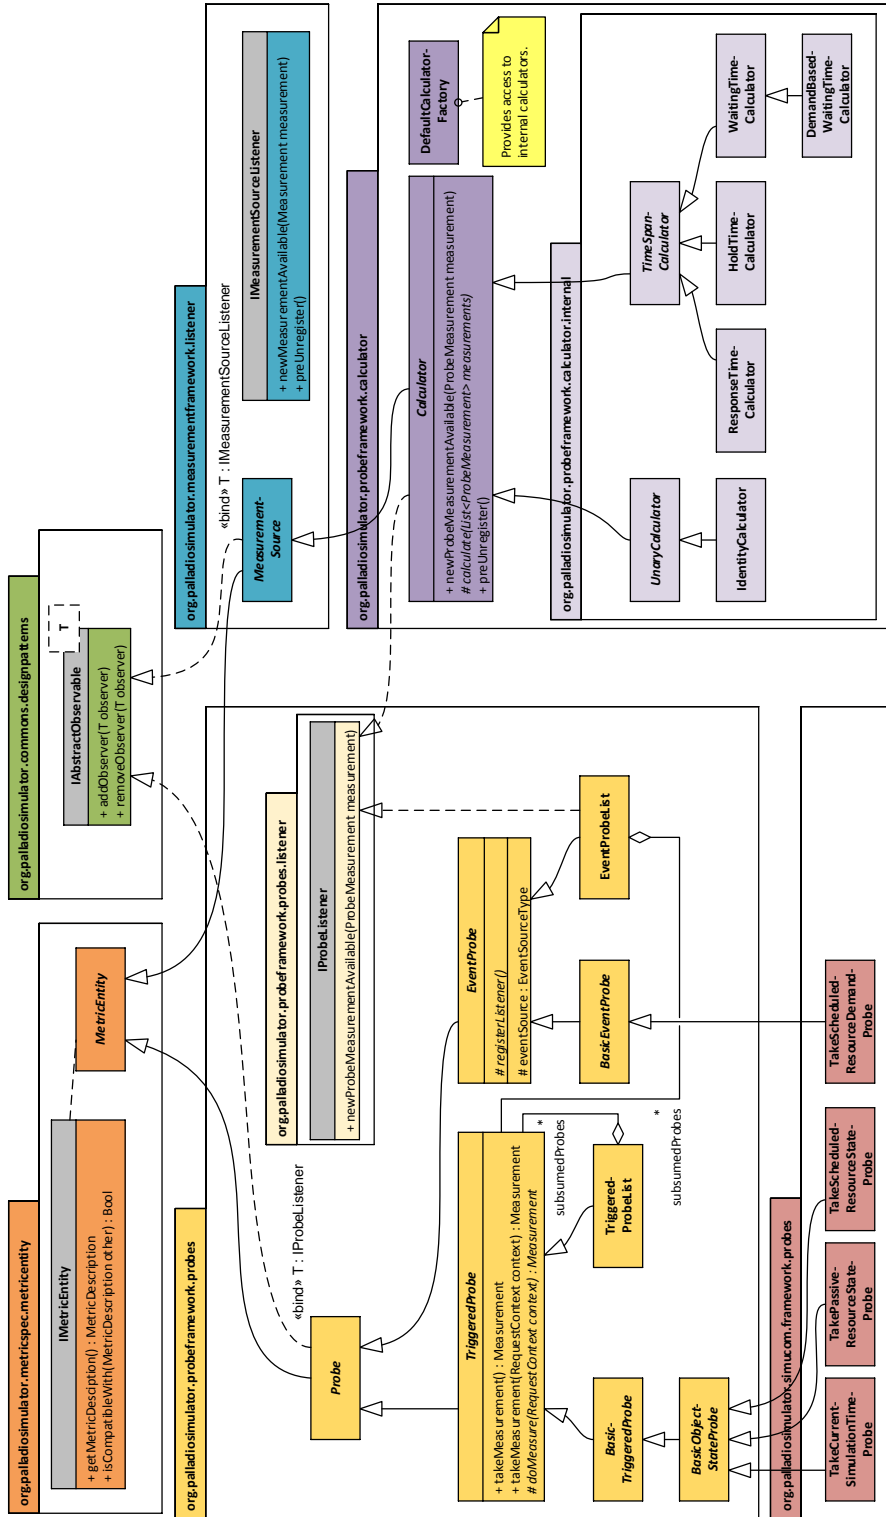 org.palladiosimulator.metricspec.metricentity
IMetricEntity
+ getMetricDesciption() : MetricDescription
+ isCompatibleWith(MetricDescription other) : Bool
MetricEntity
org.palladiosimulator.commons.designpatterns
T
IAbstractObservable
+ addObserver(T observer)
+ removeObserver(T observer)
org.palladiosimulator.measurementframework.listener
«bind» T : IMeasurementSourceListener
Measurement-
Source
IMeasurementSourceListener
+ newMeasurementAvailable(Measurement measurement)
+ preUnregister()
org.palladiosimulator.probeframework.probes
«bind» T : IProbeListener
Probe
org.palladiosimulator.probeframework.probes.listener
IProbeListener
+ newProbeMeasurementAvailable(ProbeMeasurement measurement)
TriggeredProbe
+ takeMeasurement() : Measurement
+ takeMeasurement(RequestContext context) : Measurement
# doMeasure(RequestContext context) : Measurement
EventProbe
# registerListener()
# eventSource : EventSourceType
*
subsumedProbes
Basic-
TriggeredProbe
Triggered-
ProbeList
BasicEventProbe
EventProbeList
*
subsumedProbes
BasicObject-
StateProbe
org.palladiosimulator.simucom.framework.probes
TakeCurrent-
SimulationTime-
Probe
TakePassive-
ResourceState-
Probe
TakeScheduled-
ResourceState-
Probe
TakeScheduled-
ResourceDemand-
Probe
org.palladiosimulator.probeframework.calculator
Calculator
+ newProbeMeasurementAvailable(ProbeMeasurement measurement)
# calculate(List<ProbeMeasurement> measurements)
+ preUnregister()
DefaultCalculator-
Factory
Provides access to
internal calculators.
org.palladiosimulator.probeframework.calculator.internal
UnaryCalculator
IdentityCalculator
TimeSpan-
Calculator
ResponseTime-
Calculator
HoldTime-
Calculator
WaitingTime-
Calculator
DemandBased-
WaitingTime-
Calculator